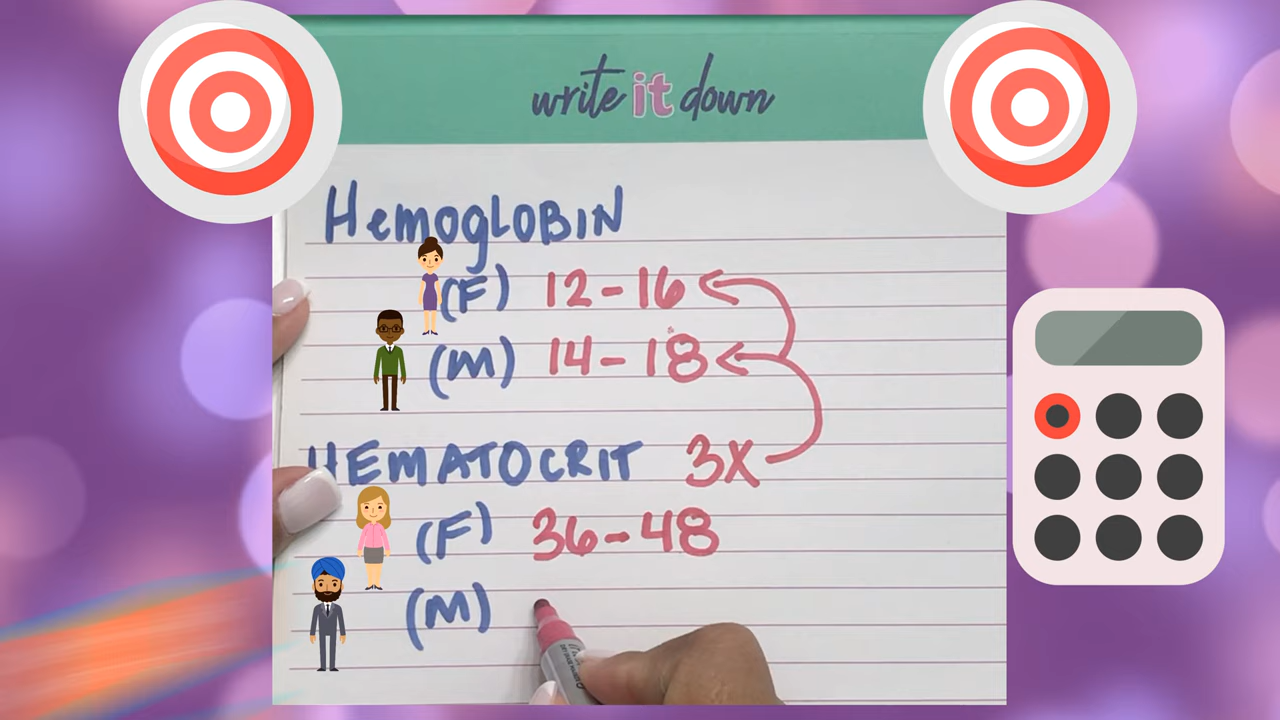 write it down
HemoglOBIN
(F) 12-16
(M) 14-18
HEMATOCRIT 3X
(F) 36-48
(M)